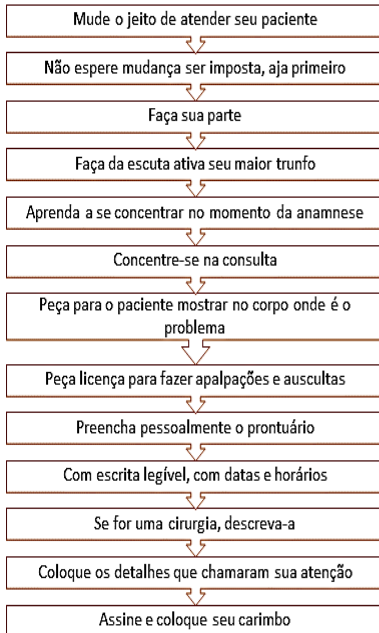 Mude o jeito de atender seu paciente
Não espere mudança ser imposta, aja primeiro
Faça sua parte
Faça da escuta ativa seu maior trunfo
Aprenda a se concentrar no momento da anamnese
Concentre-se na consulta
Peça para o paciente mostrar no corpo onde é o
problema
Peça licença para fazer apalpações e auscultas
Preencha pessoalmente o prontuário
Com escrita legível, com datas e horários
Se for uma cirurgia, descreva-a
Coloque os detalhes que chamaram sua atenção
Assine e coloque seu carimbo